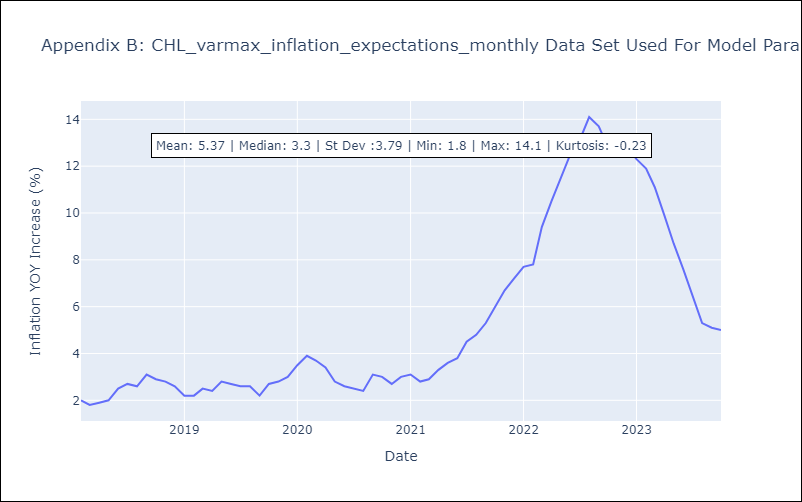 Appendix B: CHL_varmax_inflation_expectations_monthly Data Set Used For Model Para
14
Mean: 5.37 | Median: 3.3 | St Dev :3.79 | Min: 1.8 | Max: 14.1 | Kurtosis: -0.23
12
10
8
6
4
2
Inflation YOY Increase (%)
2019 2020 2021 2022 2023
Date